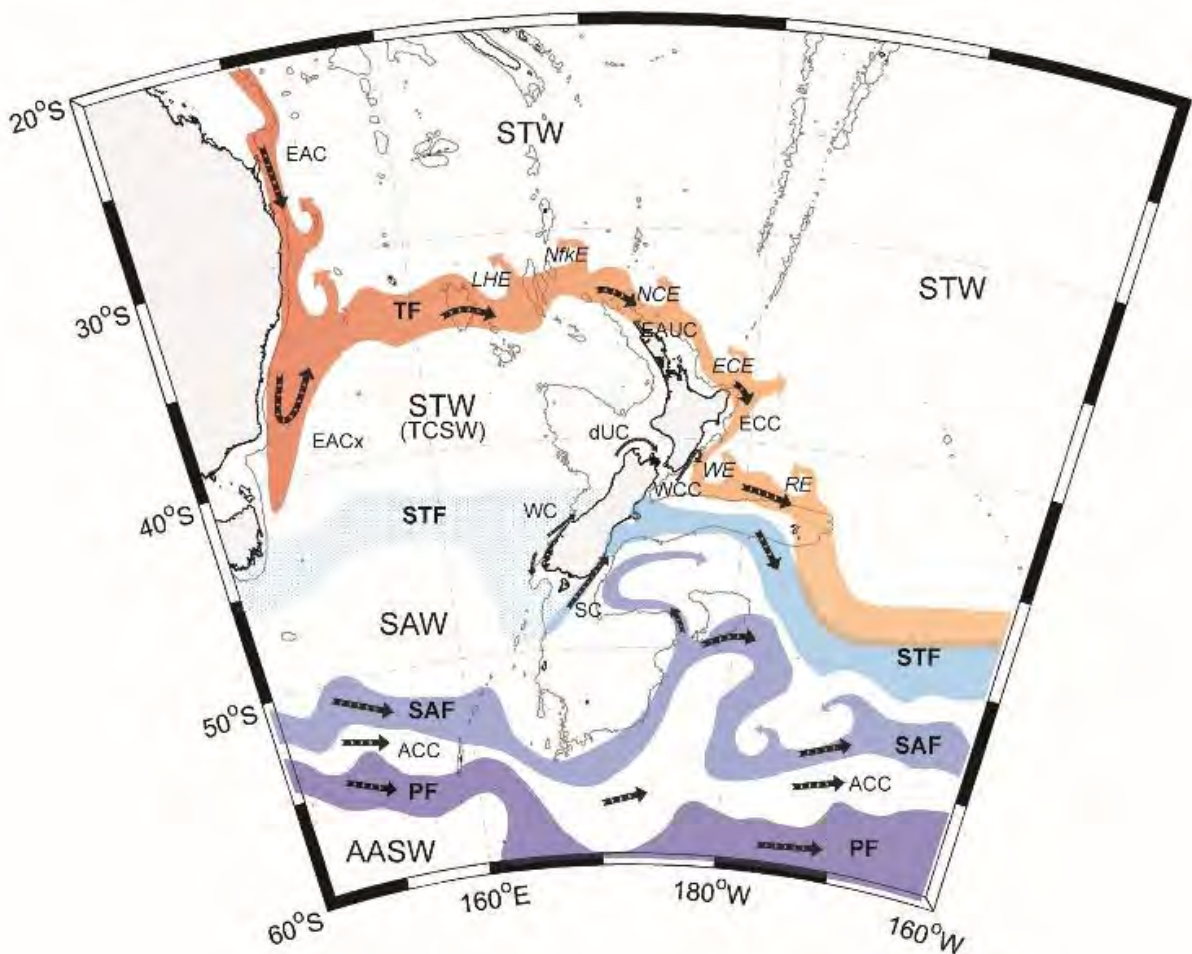 20°S
STW
EAC
NfkE
LHE
NCE
STW
30°S
TF
EAUC
ECE
STW
(TCSW)
ECC
EACx
dUC
WE
RE
WCC
40°S
STF
WC
SC
SAW
STF
50°S
SAF
SAF
ACC
ACC
PF
PF
AASW
160°E
180°W
60°S
160°W